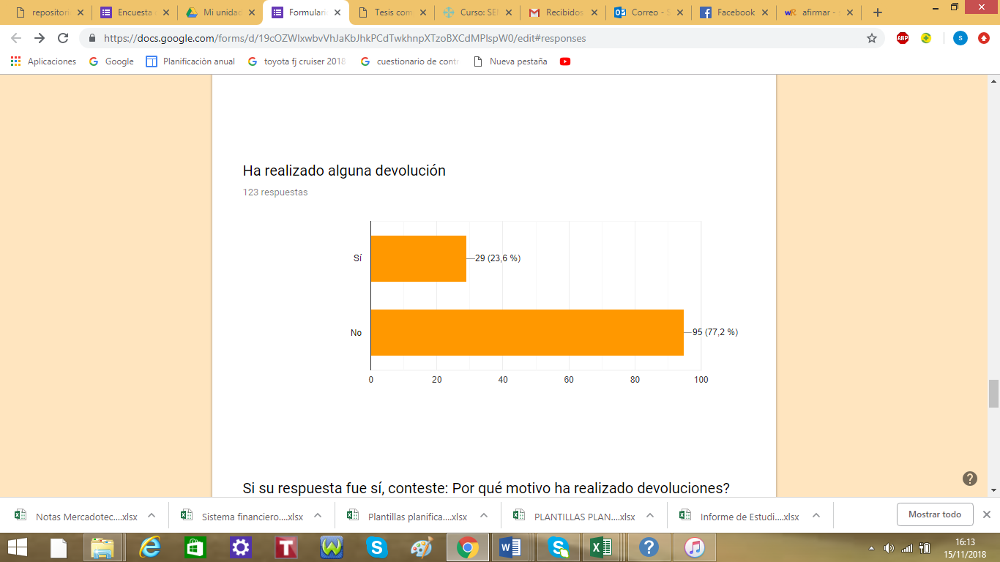 repositori
Encuesta
Mi unidad
Formulari
Tesis com
Curso: SE
Recibidos
Correo - S
Facebook
afirmar -
https://docs.google.com/forms/d/19cOZWIxwbvVhJaKbJhkPCdTwkhnpXTzoBXCdMPIspW0/edit#responses
ABP
S
Aplicaciones
Google
Planificaciòn anual
toyota fj cruiser 2018
cuestionario de cont
Nueva pestaña
Ha realizado alguna devolución
123 respuestas
Sí
29 (23,6 %)
No
95 (77,2 %)
0 20 40 60 80 100
Si su respuesta fue sí, conteste: Por qué motivo ha realizado devoluciones?
Notas Mercadotec....xlsx
Sistema financiero....xlsx
Plantillas planifica....xlsx
PLANTILLAS PLAN....xlsx
Informe de Estudi....xlsx
Mostrar todo
16:13
15/11/2018